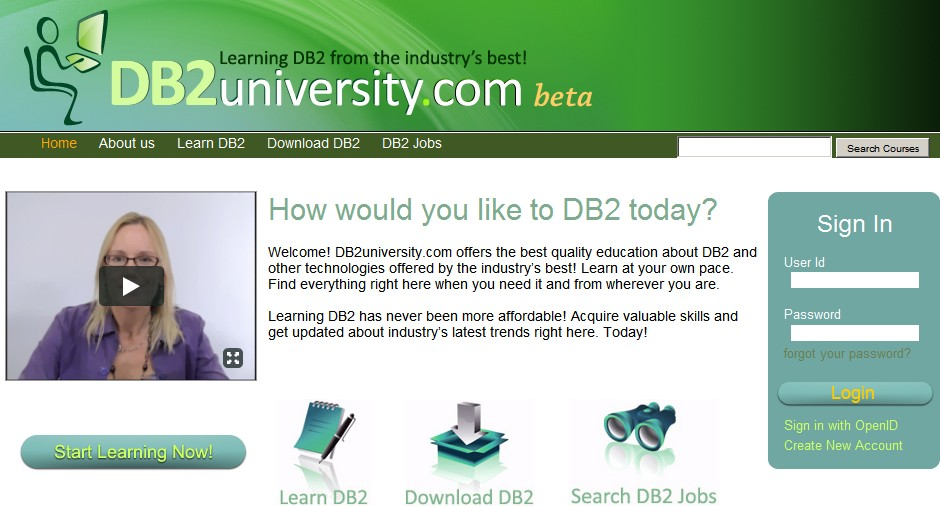 Learning DB2 from the industry's best!
DB2university.com beta
Home About us Learn DB2 Download DB2 DB2 Jobs Search Courses
How would you like to DB2 today?
Welcome! DB2university.com offers the best quality education about DB2 and
other technologies offered by the industry's best! Learn at your own pace.
Find everything right here when you need it and from wherever you are.
Learning DB2 has never been more affordable! Acquire valuable skills and
get updated about industry's latest trends right here. Today!
Start Learning Now!
Learn DB2 Download DB2 Search DB2 Jobs
Sign In
User Id
Password
forgot your password?
Login
Sign in with OpenID
Create New Account